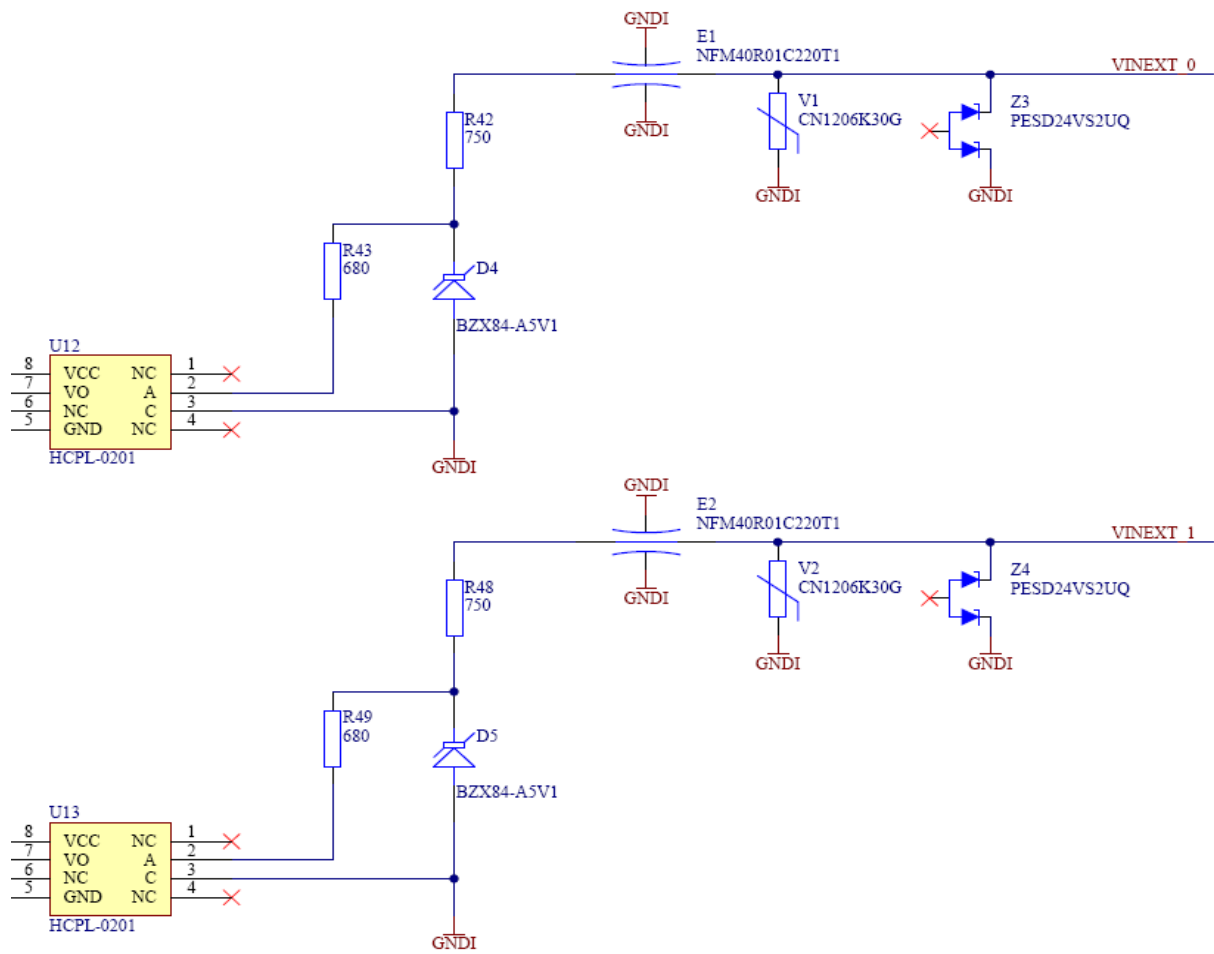 GNDI
E1
NFM40R01C220T1
VINEXT_0
R42
750
V1
CN1206K30G
Z3
PESD24VS2UQ
GNDI
GNDI
GNDI
R43
680
D4
BZX84-A5V1
U12
8 VCC NC 1
7 VO A 2
6 NC C 3
5 GND NC 4
HCPL-0201
GNDI
GNDI
E2
NFM40R01C220T1
VINEXT_1
R48
750
V2
CN1206K30G
Z4
PESD24VS2UQ
GNDI
GNDI
GNDI
R49
680
D5
BZX84-A5V1
U13
8 VCC NC 1
7 VO A 2
6 NC C 3
5 GND NC 4
HCPL-0201
GNDI